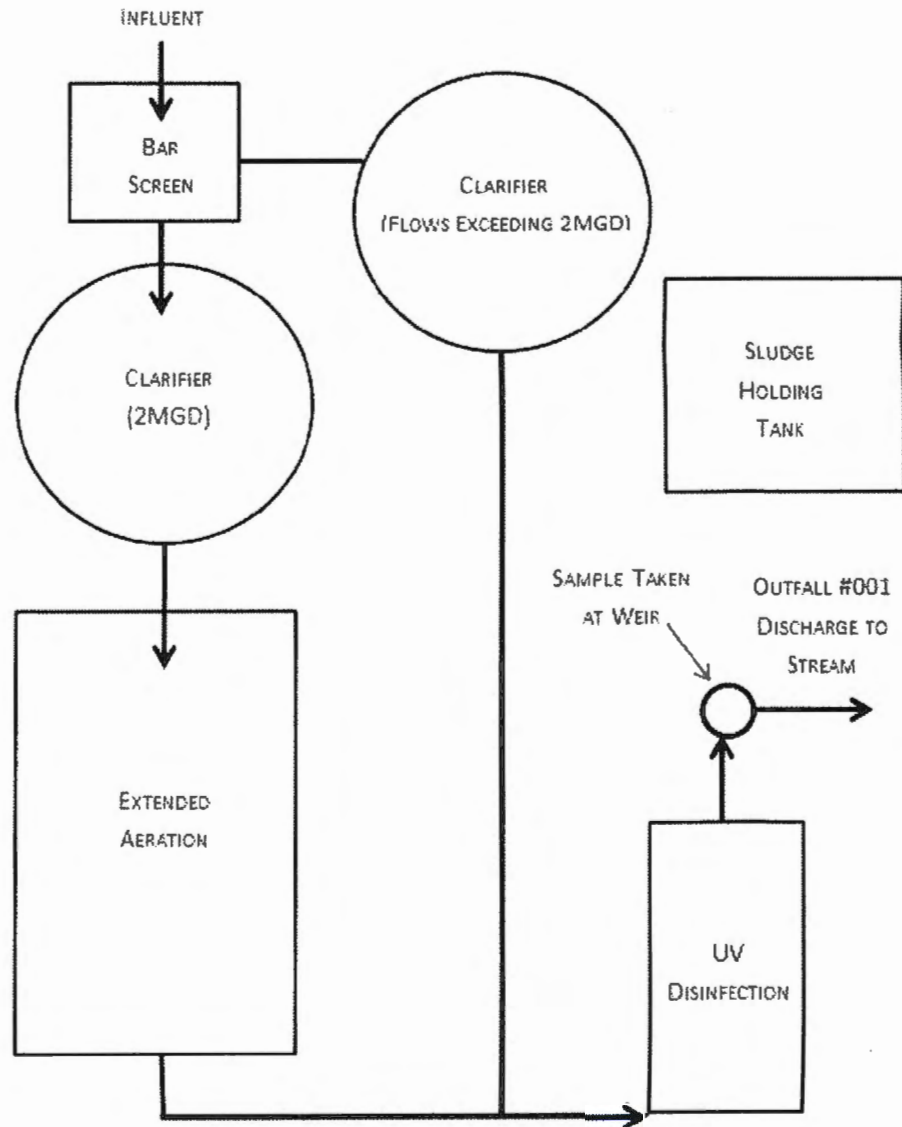 INFLUENT
BAR
SCREEN
CLARIFIER
(FLOWS EXCEEDING 2MGD)
CLARIFIER
(2MGD)
SLUDGE
HOLDING
TANK
SAMPLE TAKEN
AT WEIR
OUTFALL #001
DISCHARGE TO
STREAM
EXTENDED
AERATION
UV
DISINFECTION